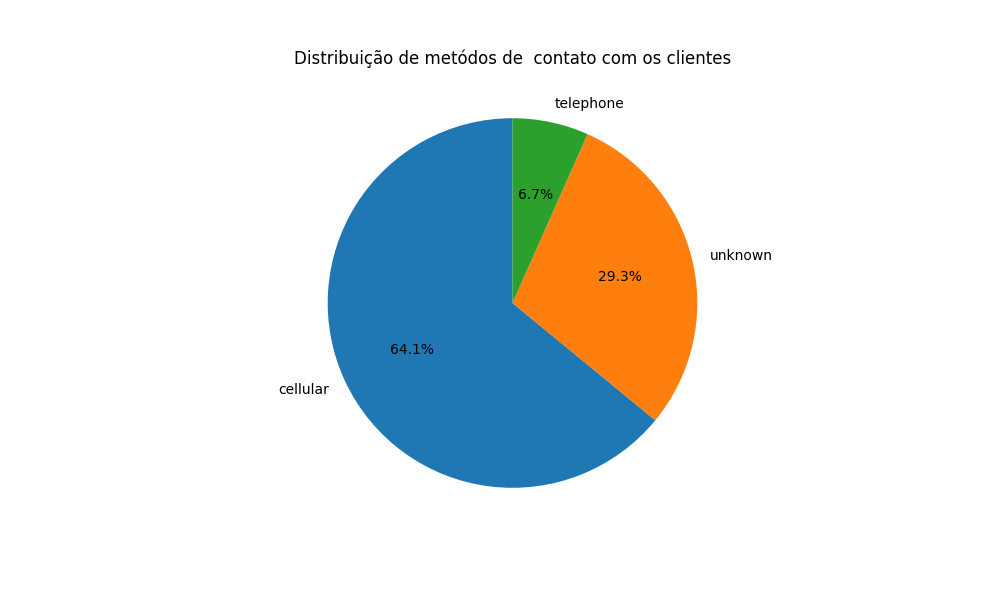 Distribuição de metódos de  contato com os clientes
telephone
6.7%
unknown
29.3%
64.1%
cellular